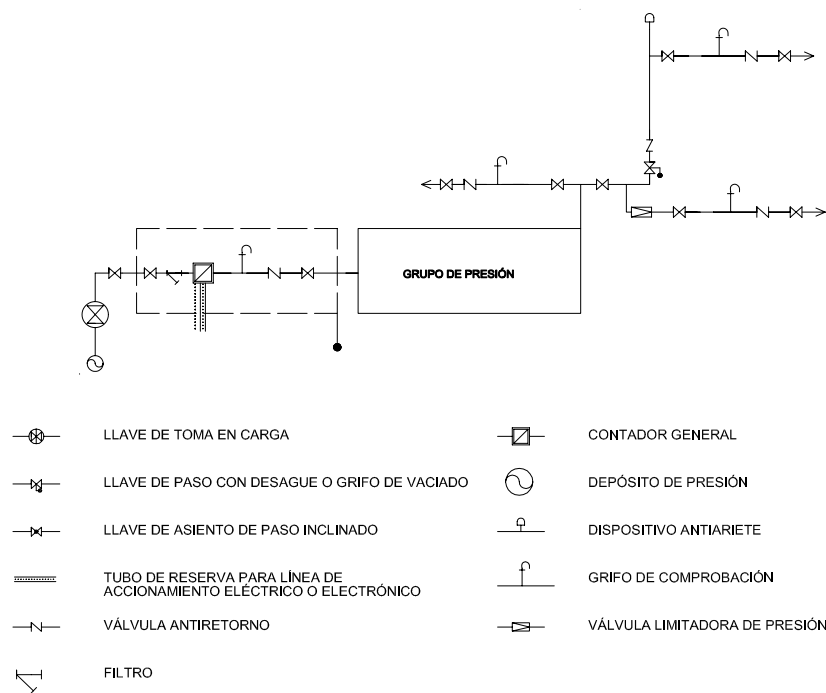 GRUPO DE PRESIÓN
LLAVE DE TOMA EN CARGA
CONTADOR GENERAL
LLAVE DE PASO CON DESAGUE O GRIFO DE VACIADO
DEPÓSITO DE PRESIÓN
LLAVE DE ASIENTO DE PASO INCLINADO
DISPOSITIVO ANTIARIETE
TUBO DE RESERVA PARA LÍNEA DE
ACCIONAMIENTO ELÉCTRICO O ELECTRÓNICO
GRIFO DE COMPROBACIÓN
VÁLVULA ANTIRETORNO
VÁLVULA LIMITADORA DE PRESIÓN
FILTRO